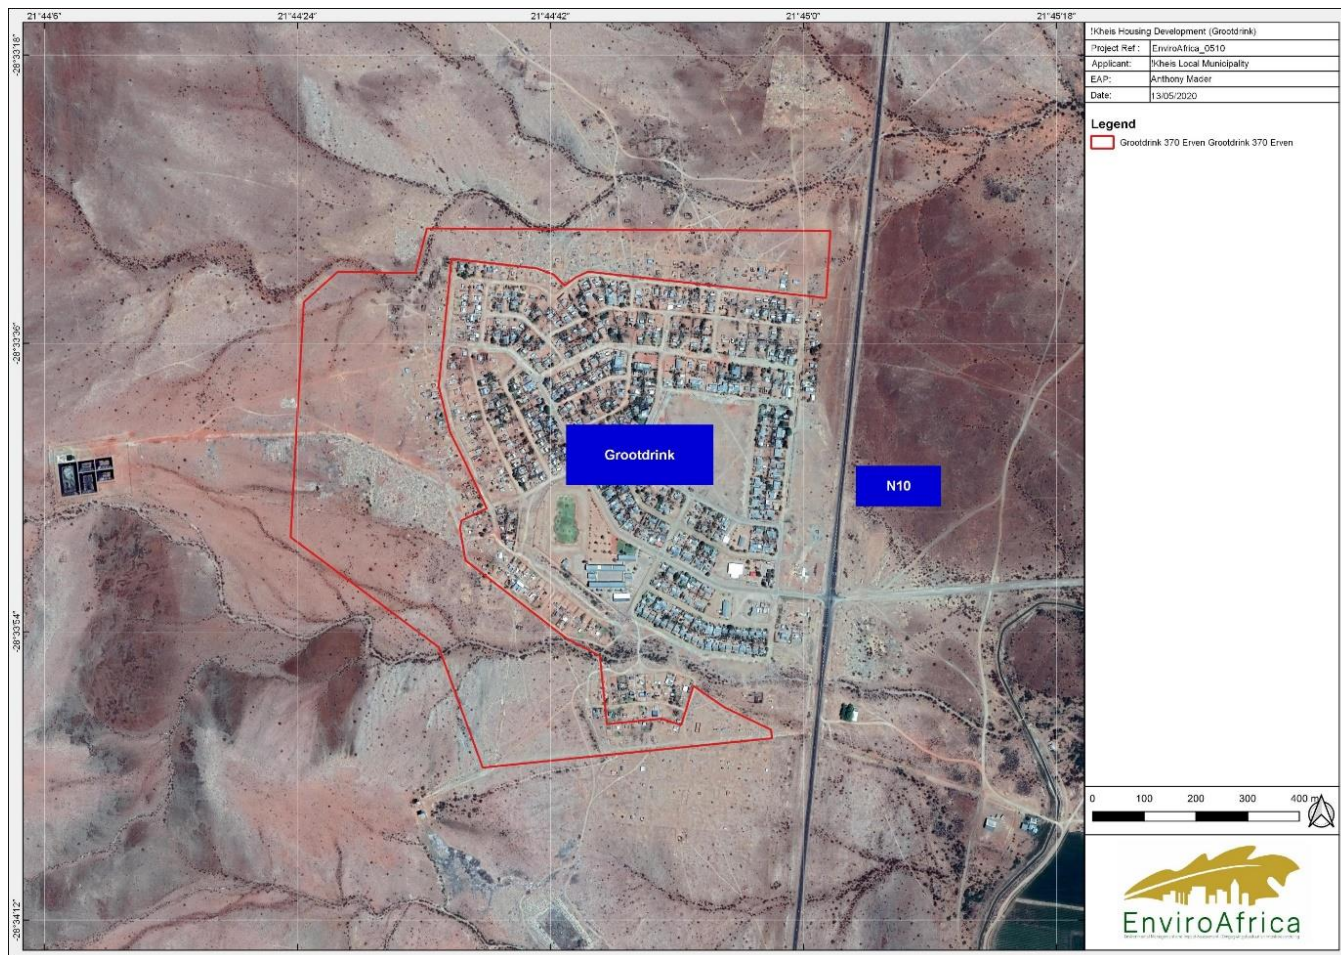 21°44'6"
21°44'24"
21°44'42"
21°45'0"
21°45'18"
-28°33'18"
-28°33'36"
-28°33'54"
-28°34'12"
Grootdrink
N10
!Kheis Housing Development (Grootdrink)
Project Ref : EnviroAfrica_0510
Applicant: !Kheis Local Municipality
EAP: Anthony Mader
Date: 13/05/2020
Legend
Grootdrink 370 Erven Grootdrink 370 Erven
0 100 200 300 400 m
EnviroAfrica